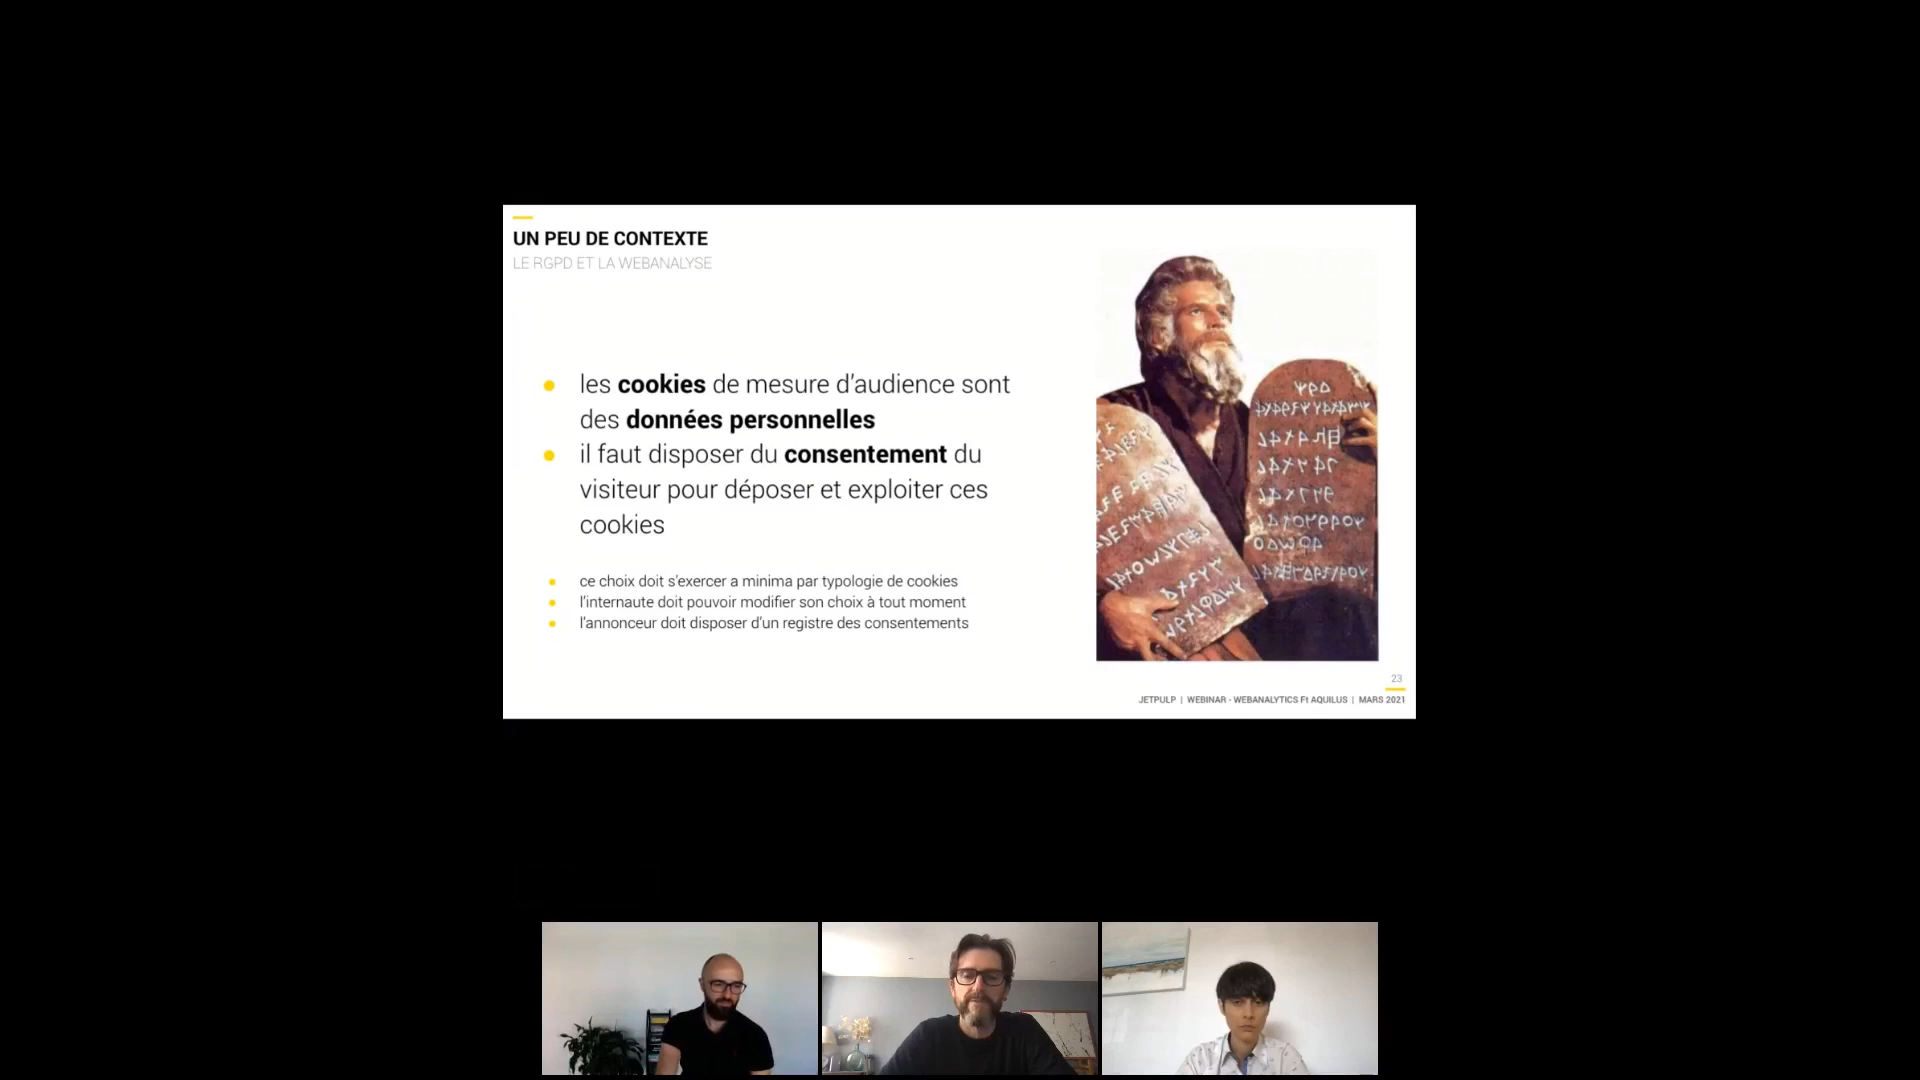 UN PEU DE CONTEXTE
LE RGPD ET LA WEBANALYSE
les cookies de mesure d'audience sont
des données personnelles
il faut disposer du consentement du
visiteur pour déposer et exploiter ces
cookies
ce choix doit s'exercer a minima par typologie de cookies
l'internaute doit pouvoir modifier son choix à tout moment
l'annonceur doit disposer d'un registre des consentements
23
JETPULP | WEBINAR - WEBANALYTICS Ft AQUILUS | MARS 2021